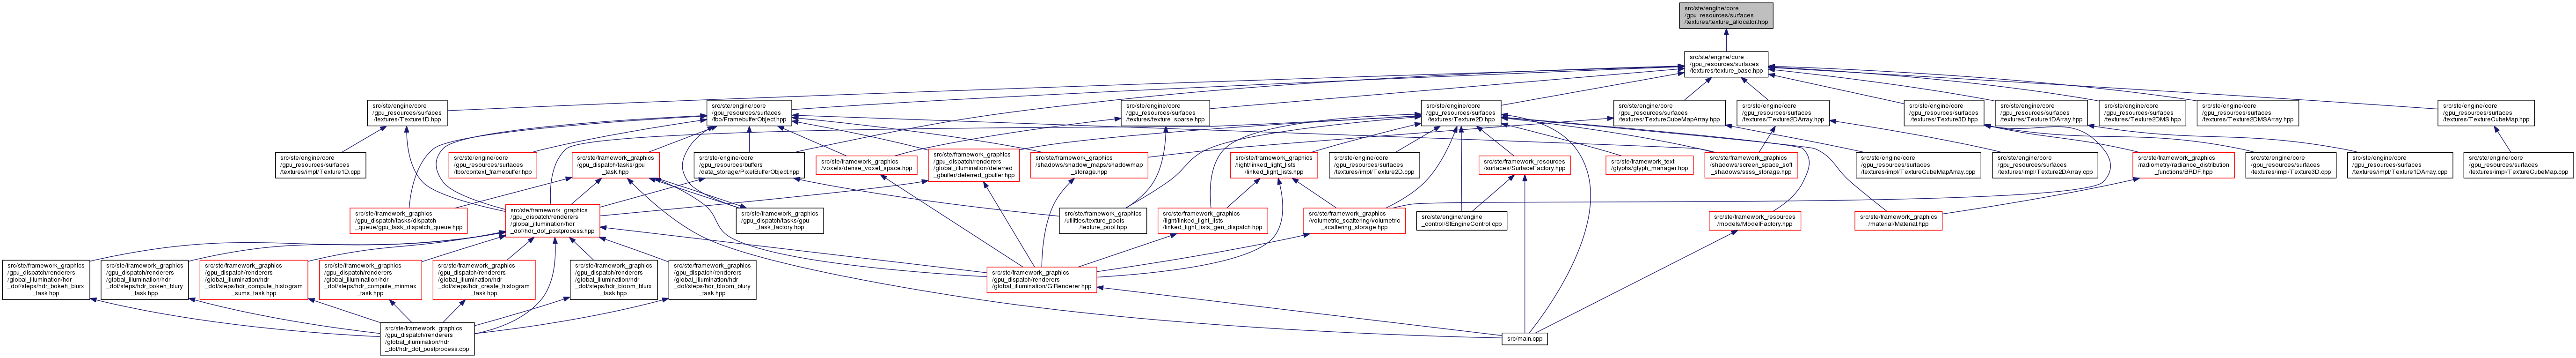 src/ste/engine/core
/gpu_resources/surfaces
/textures/texture_allocator.hpp
src/ste/engine/core
/gpu_resources/surfaces
/textures/texture_base.hpp
src/ste/engine/core
/gpu_resources/surfaces
/textures/Texture1D.hpp
src/ste/engine/core
/gpu_resources/surfaces
/fbo/FramebufferObject.hpp
src/ste/engine/core
/gpu_resources/surfaces
/textures/texture_sparse.hpp
src/ste/engine/core
/gpu_resources/surfaces
/textures/Texture2D.hpp
src/ste/engine/core
/gpu_resources/surfaces
/textures/TextureCubeMapArray.hpp
src/ste/engine/core
/gpu_resources/surfaces
/textures/Texture2DArray.hpp
src/ste/engine/core
/gpu_resources/surfaces
/textures/Texture3D.hpp
src/ste/engine/core
/gpu_resources/surfaces
/textures/Texture1DArray.hpp
src/ste/engine/core
/gpu_resources/surfaces
/textures/Texture2DMS.hpp
src/ste/engine/core
/gpu_resources/surfaces
/textures/Texture2DMSArray.hpp
src/ste/engine/core
/gpu_resources/surfaces
/textures/TextureCubeMap.hpp
src/ste/engine/core
/gpu_resources/surfaces
/textures/impl/Texture1D.cpp
src/ste/engine/core
/gpu_resources/surfaces
/fbo/context_framebuffer.hpp
src/ste/framework_graphics
/gpu_dispatch/tasks/gpu
_task.hpp
src/ste/engine/core
/gpu_resources/buffers
/data_storage/PixelBufferObject.hpp
src/ste/framework_graphics
/voxels/dense_voxel_space.hpp
src/ste/framework_graphics
/gpu_dispatch/renderers
/global_illumination/deferred
_gbuffer/deferred_gbuffer.hpp
src/ste/framework_graphics
/shadows/shadow_maps/shadowmap
_storage.hpp
src/ste/framework_graphics
/light/linked_light_lists
/linked_light_lists.hpp
src/ste/engine/core
/gpu_resources/surfaces
/textures/impl/Texture2D.cpp
src/ste/framework_resources
/surfaces/SurfaceFactory.hpp
src/ste/framework_text
/glyphs/glyph_manager.hpp
src/ste/framework_graphics
/shadows/screen_space_soft
_shadows/ssss_storage.hpp
src/ste/engine/core
/gpu_resources/surfaces
/textures/impl/TextureCubeMapArray.cpp
src/ste/engine/core
/gpu_resources/surfaces
/textures/impl/Texture2DArray.cpp
src/ste/framework_graphics
/radiometry/radiance_distribution
_functions/BRDF.hpp
src/ste/engine/core
/gpu_resources/surfaces
/textures/impl/Texture3D.cpp
src/ste/engine/core
/gpu_resources/surfaces
/textures/impl/Texture1DArray.cpp
src/ste/engine/core
/gpu_resources/surfaces
/textures/impl/TextureCubeMap.cpp
src/ste/framework_graphics
/gpu_dispatch/tasks/dispatch
_queue/gpu_task_dispatch_queue.hpp
src/ste/framework_graphics
/gpu_dispatch/renderers
/global_illumination/hdr
_dof/hdr_dof_postprocess.hpp
src/ste/framework_graphics
/gpu_dispatch/tasks/gpu
_task_factory.hpp
src/ste/framework_graphics
/utilities/texture_pools
/texture_pool.hpp
src/ste/framework_graphics
/light/linked_light_lists
/linked_light_lists_gen_dispatch.hpp
src/ste/framework_graphics
/volumetric_scattering/volumetric
_scattering_storage.hpp
src/ste/engine/engine
_control/StEngineControl.cpp
src/ste/framework_resources
/models/ModelFactory.hpp
src/ste/framework_graphics
/material/Material.hpp
src/ste/framework_graphics
/gpu_dispatch/renderers
/global_illumination/hdr
_dof/steps/hdr_bokeh_blurx
_task.hpp
src/ste/framework_graphics
/gpu_dispatch/renderers
/global_illumination/hdr
_dof/steps/hdr_bokeh_blury
_task.hpp
src/ste/framework_graphics
/gpu_dispatch/renderers
/global_illumination/hdr
_dof/steps/hdr_compute_histogram
_sums_task.hpp
src/ste/framework_graphics
/gpu_dispatch/renderers
/global_illumination/hdr
_dof/steps/hdr_compute_minmax
_task.hpp
src/ste/framework_graphics
/gpu_dispatch/renderers
/global_illumination/hdr
_dof/steps/hdr_create_histogram
_task.hpp
src/ste/framework_graphics
/gpu_dispatch/renderers
/global_illumination/hdr
_dof/steps/hdr_bloom_blurx
_task.hpp
src/ste/framework_graphics
/gpu_dispatch/renderers
/global_illumination/hdr
_dof/steps/hdr_bloom_blury
_task.hpp
src/ste/framework_graphics
/gpu_dispatch/renderers
/global_illumination/GIRenderer.hpp
src/ste/framework_graphics
/gpu_dispatch/renderers
/global_illumination/hdr
_dof/hdr_dof_postprocess.cpp
src/main.cpp